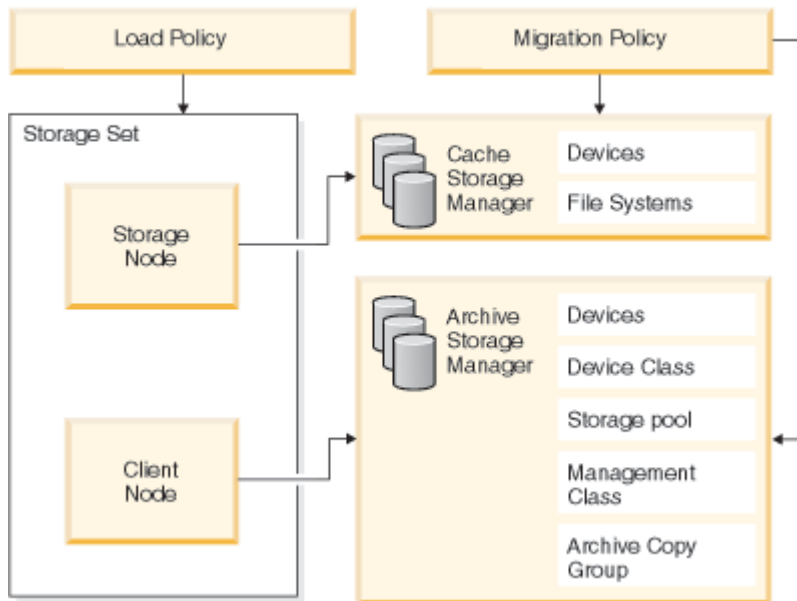 Load Policy
Migration Policy
Storage Set
Storage
Node
Client
Node
Cache
Storage
Manager
Devices
File Systems
Archive
Storage
Manager
Devices
Device Class
Storage pool
Management
Class
Archive Copy
Group